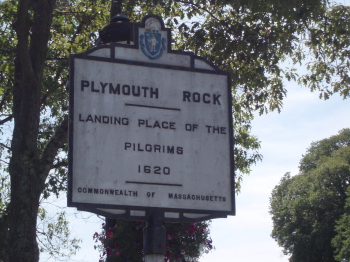 PLYMOUTH ROCK
LANDING PLACE OF THE
PILGRIMS
1620
COMMONWEALTH OF MASSACHUSETTS